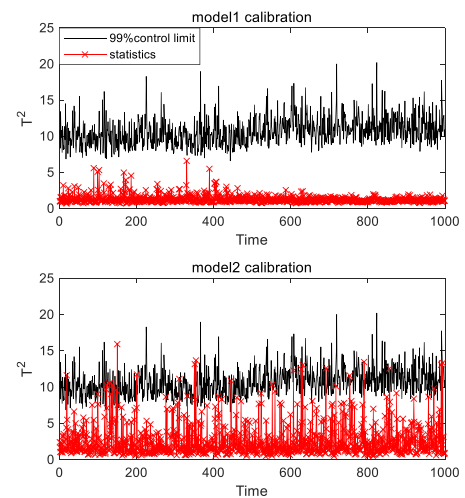 model1 calibration
25
99%control limit
statistics
20
15
T²
10
5
0
0 200 400 600 800 1000
Time
model2 calibration
25
20
15
T²
10
5
0
0 200 400 600 800 1000
Time